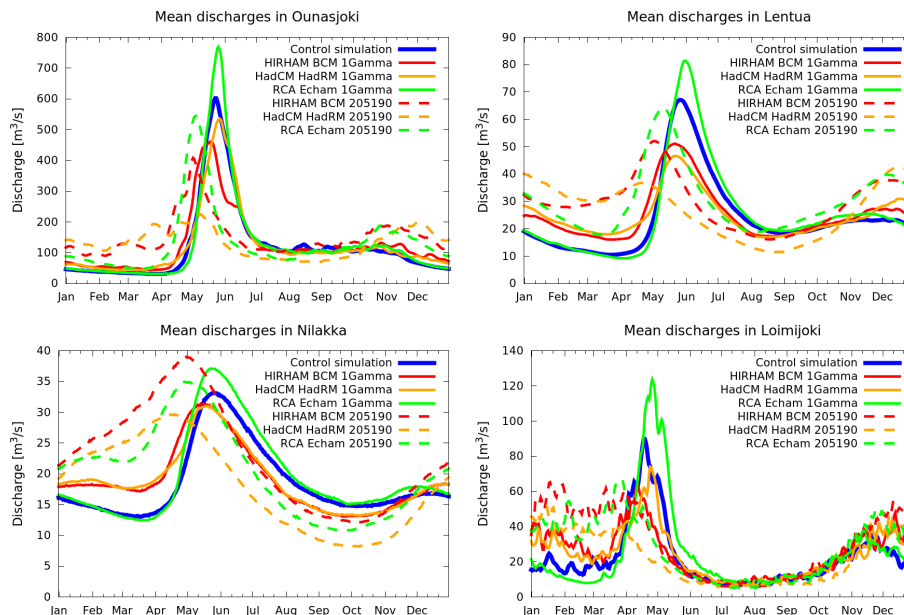 Mean discharges in Ounasjoki
Discharge [m³/s]
800
700
600
500
400
300
200
100
0
Control simulation
HIRHAM BCM 1Gamma
HadCM HadRM 1Gamma
RCA Echam 1Gamma
HIRHAM BCM 205190
HadCM HadRM 205190
RCA Echam 205190
Jan Feb Mar Apr May Jun Jul Aug Sep Oct Nov Dec
Mean discharges in Lentua
Discharge [m³/s]
90
80
70
60
50
40
30
20
10
0
Control simulation
HIRHAM BCM 1Gamma
HadCM HadRM 1Gamma
RCA Echam 1Gamma
HIRHAM BCM 205190
HadCM HadRM 205190
RCA Echam 205190
Jan Feb Mar Apr May Jun Jul Aug Sep Oct Nov Dec
Mean discharges in Nilakka
Discharge [m³/s]
40
35
30
25
20
15
10
5
0
Control simulation
HIRHAM BCM 1Gamma
HadCM HadRM 1Gamma
RCA Echam 1Gamma
HIRHAM BCM 205190
HadCM HadRM 205190
RCA Echam 205190
Jan Feb Mar Apr May Jun Jul Aug Sep Oct Nov Dec
Mean discharges in Loimijoki
Discharge [m³/s]
140
120
100
80
60
40
20
0
Control simulation
HIRHAM BCM 1Gamma
HadCM HadRM 1Gamma
RCA Echam 1Gamma
HIRHAM BCM 205190
HadCM HadRM 205190
RCA Echam 205190
Jan Feb Mar Apr May Jun Jul Aug Sep Oct Nov Dec